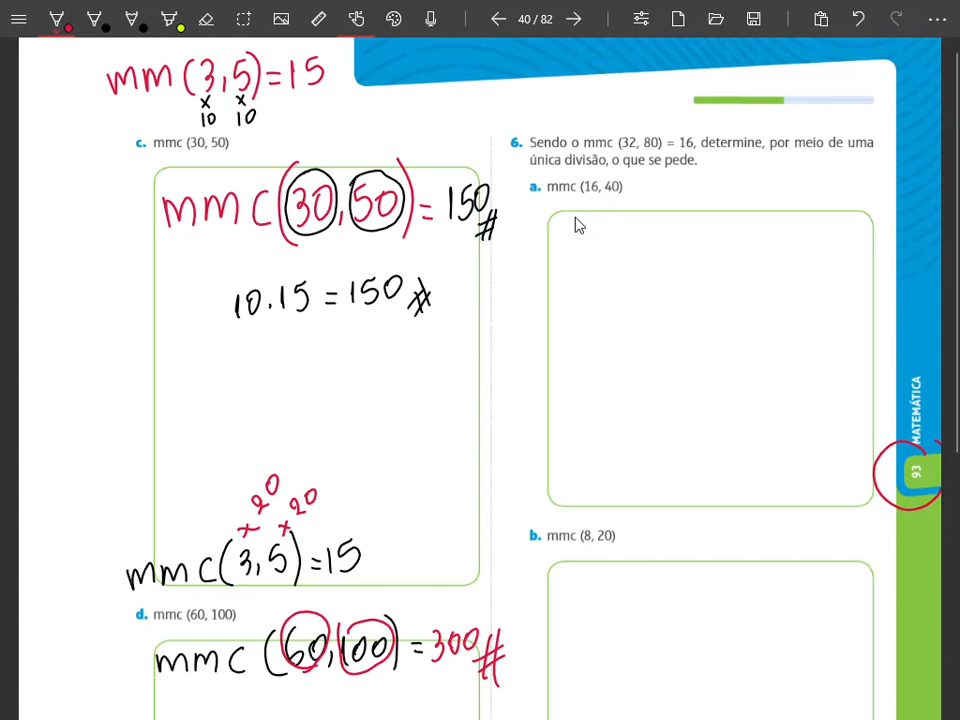 40 / 82
mm (3,5)=15
x x
10 10
c. mmc (30, 50)
mmc (30,50) = 150
10.15 = 150
20 20
x x
mmc (3,5)=15
d. mmc (60, 100)
mmc (60,100) = 300
6. Sendo o mmc (32, 80) = 16, determine, por meio de uma
única divisão, o que se pede.
a. mmc (16, 40)
b. mmc (8, 20)
MATEMÁTICA
93